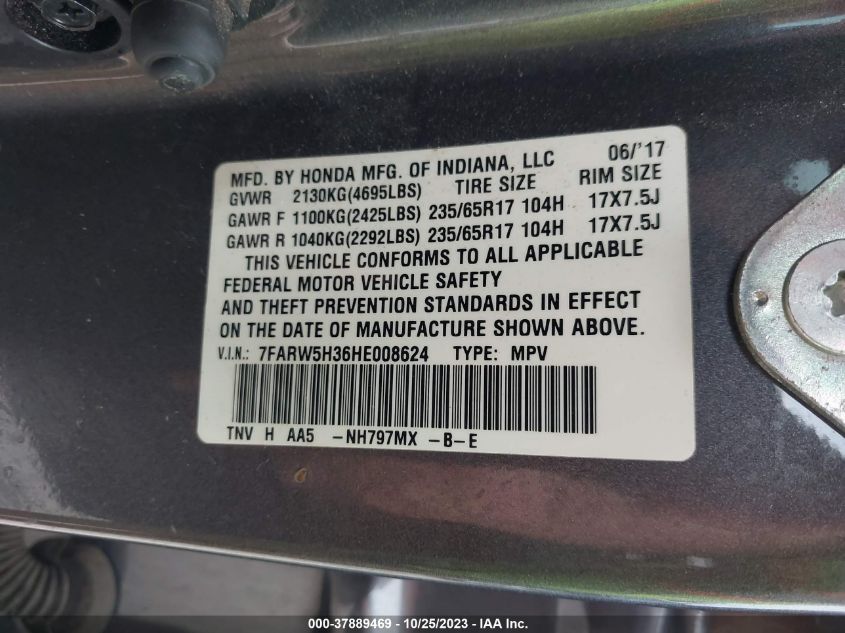 MFD. BY HONDA MFG. OF INDIANA, LLC 06/'17
GVWR 2130KG(4695LBS) TIRE SIZE RIM SIZE
GAWR F 1100KG(2425LBS) 235/65R17 104H 17X7.5J
GAWR R 1040KG(2292LBS) 235/65R17 104H 17X7.5J
THIS VEHICLE CONFORMS TO ALL APPLICABLE
FEDERAL MOTOR VEHICLE SAFETY
AND THEFT PREVENTION STANDARDS IN EFFECT
ON THE DATE OF MANUFACTURE SHOWN ABOVE.
V.I.N.: 7FARW5H36HE008624 TYPE: MPV
TNV H AA5 -NH797MX -B-E
000-37889469 - 10/25/2023 - IAA Inc.